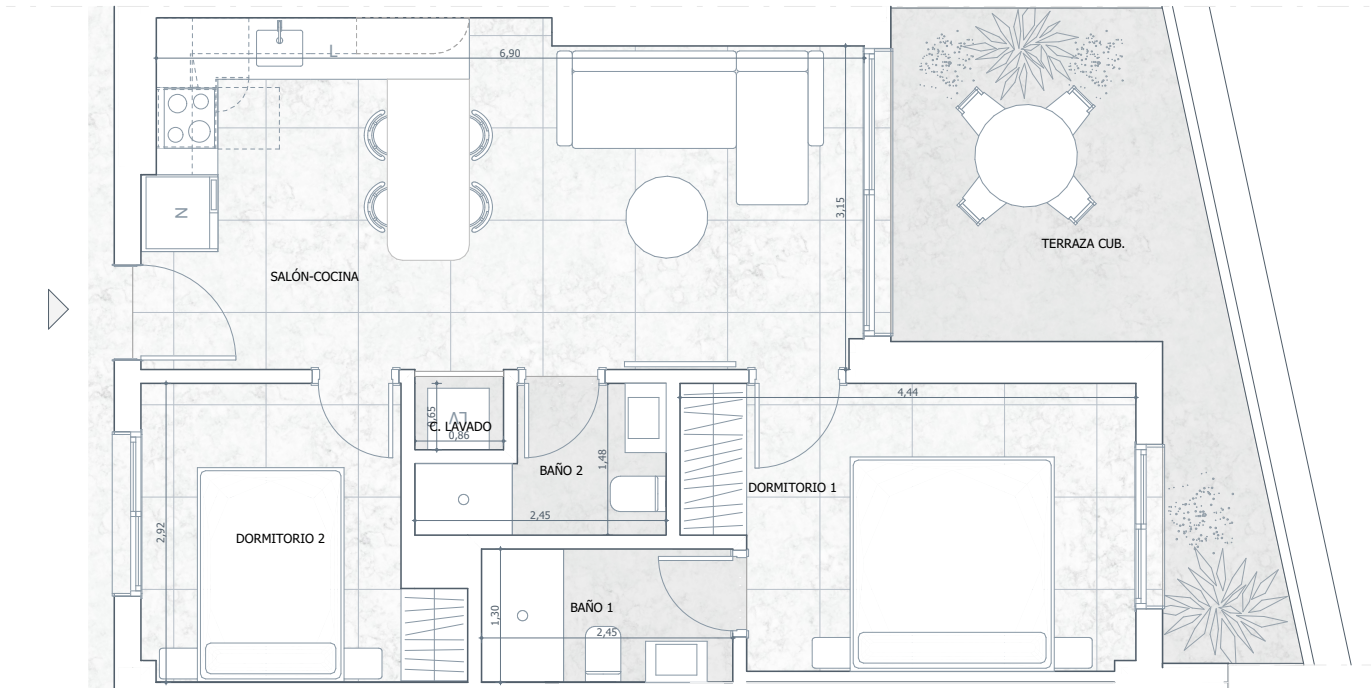 L
6,90
3,15
N
TERRAZA CUB.
SALÓN-COCINA
4,44
0,65
LV
C. LAVADO
0,86
BAÑO 2
1,48
DORMITORIO 1
2,45
2,92
DORMITORIO 2
BAÑO 1
1,30
2,45